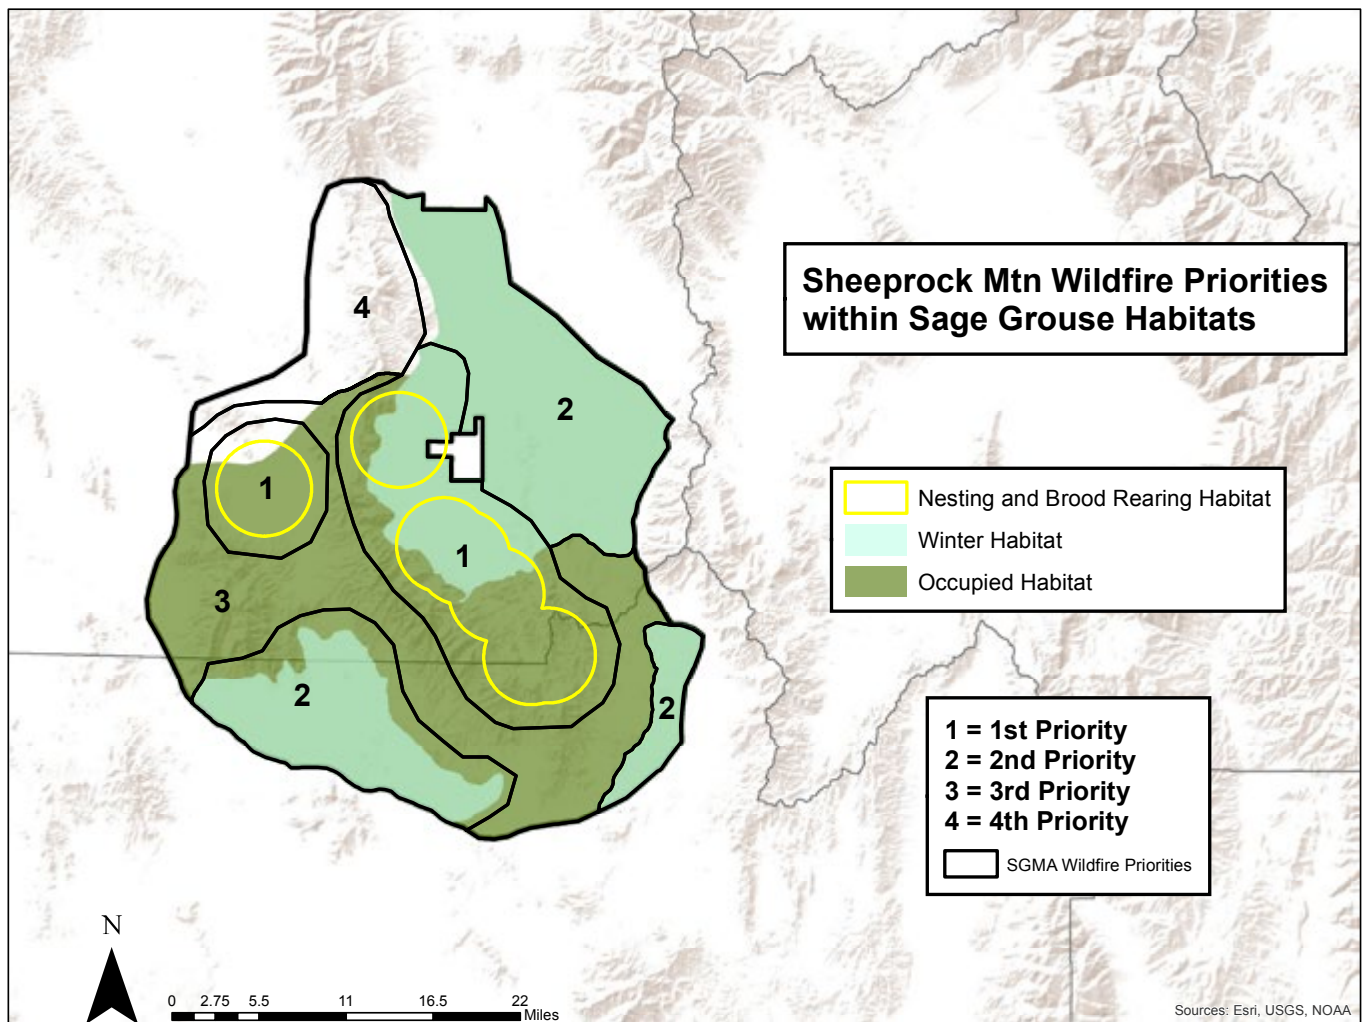 Sheeprock Mtn Wildfire Priorities
within Sage Grouse Habitats
4
2
1
1
3
2
2
Nesting and Brood Rearing Habitat
Winter Habitat
Occupied Habitat
1 = 1st Priority
2 = 2nd Priority
3 = 3rd Priority
4 = 4th Priority
SGMA Wildfire Priorities
N
0 2.75 5.5 11 16.5 22
Miles
Sources: Esri, USGS, NOAA